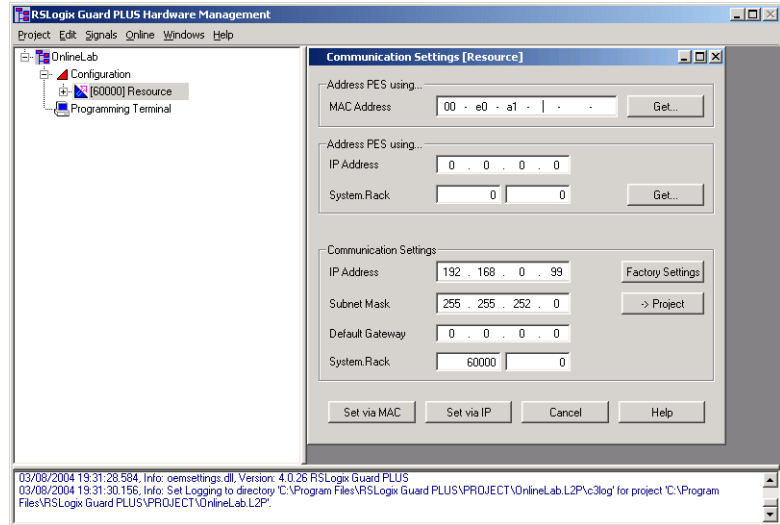 RSLogix Guard PLUS Hardware Management
Project Edit Signals Online Windows Help
OnlineLab
Configuration
[60000] Resource
Programming Terminal
Communication Settings [Resource]
Address PES using...
MAC Address 00 - e0 - a1 - - - Get...
Address PES using...
IP Address 0 . 0 . 0 . 0
System.Rack 0 0 Get...
Communication Settings
IP Address 192 . 168 . 0 . 99 Factory Settings
Subnet Mask 255 . 255 . 252 . 0 -> Project
Default Gateway 0 . 0 . 0 . 0
System.Rack 60000 0
Set via MAC Set via IP Cancel Help
03/08/2004 19:31:28.584, Info: oemsettings.dll, Version: 4.0.26 RSLogix Guard PLUS
03/08/2004 19:31:30.156, Info: Set Logging to directory 'C:\Program Files\RSLogix Guard PLUS\PROJECT\OnlineLab.L2P\c3log' for project 'C:\Program
Files\RSLogix Guard PLUS\PROJECT\OnlineLab.L2P'.